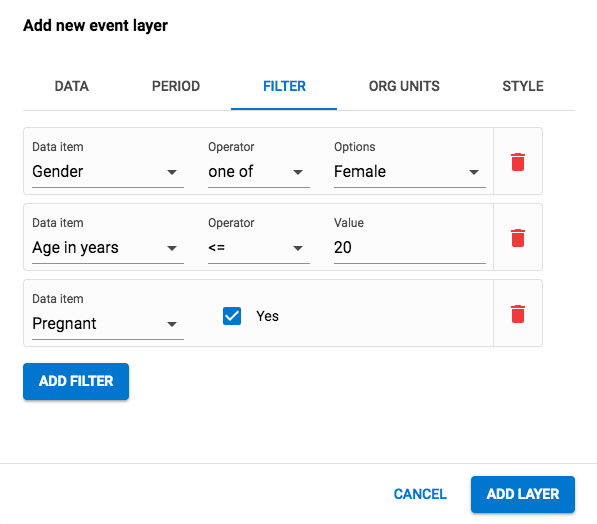 Add new event layer
DATA PERIOD FILTER ORG UNITS STYLE
Data item Operator Options
Gender one of Female
Data item Operator Value
Age in years <= 20
Data item
Pregnant Yes
ADD FILTER
CANCEL ADD LAYER